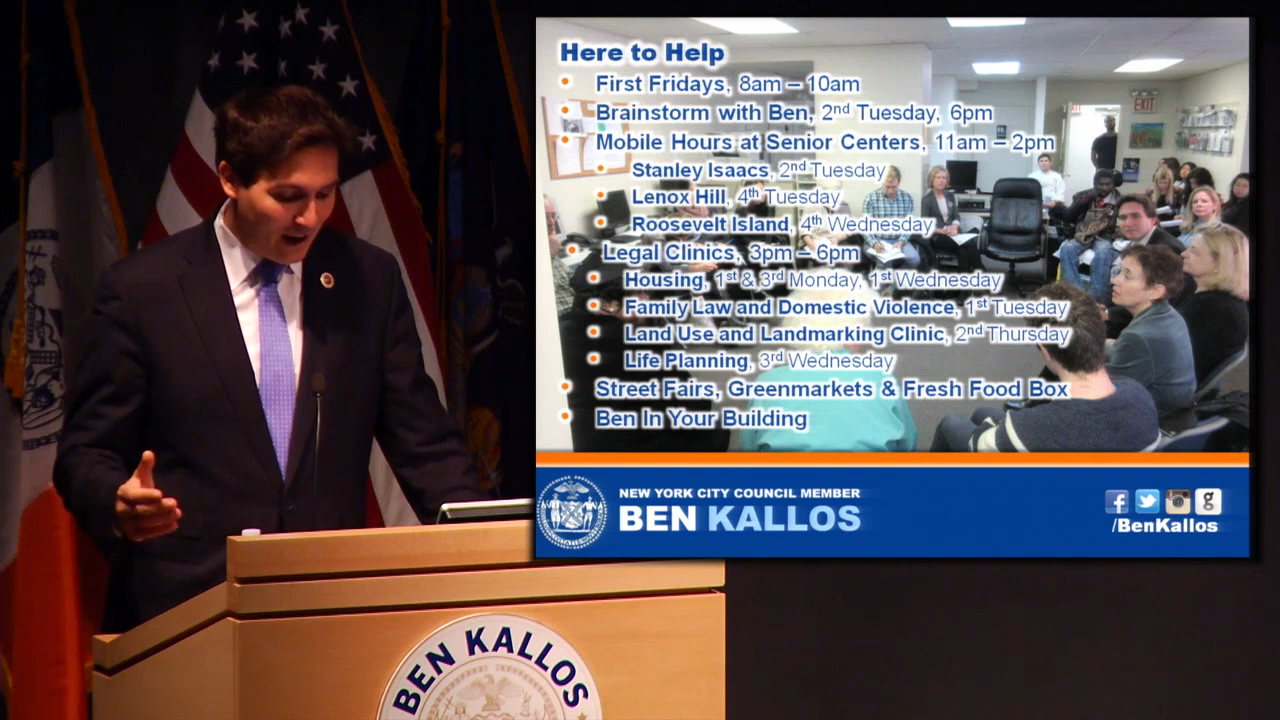 Here to Help
First Fridays, 8am – 10am
Brainstorm with Ben, 2nd Tuesday, 6pm
Mobile Hours at Senior Centers, 11am – 2pm
Stanley Isaacs, 2nd Tuesday
Lenox Hill, 4th Tuesday
Roosevelt Island, 4th Wednesday
Legal Clinics, 3pm – 6pm
Housing, 1st & 3rd Monday, 1st Wednesday
Family Law and Domestic Violence, 1st Tuesday
Land Use and Landmarking Clinic, 2nd Thursday
Life Planning, 3rd Wednesday
Street Fairs, Greenmarkets & Fresh Food Box
Ben In Your Building
EXIT
NEW YORK CITY COUNCIL MEMBER
BEN KALLOS
/BenKallos
BEN KALLOS